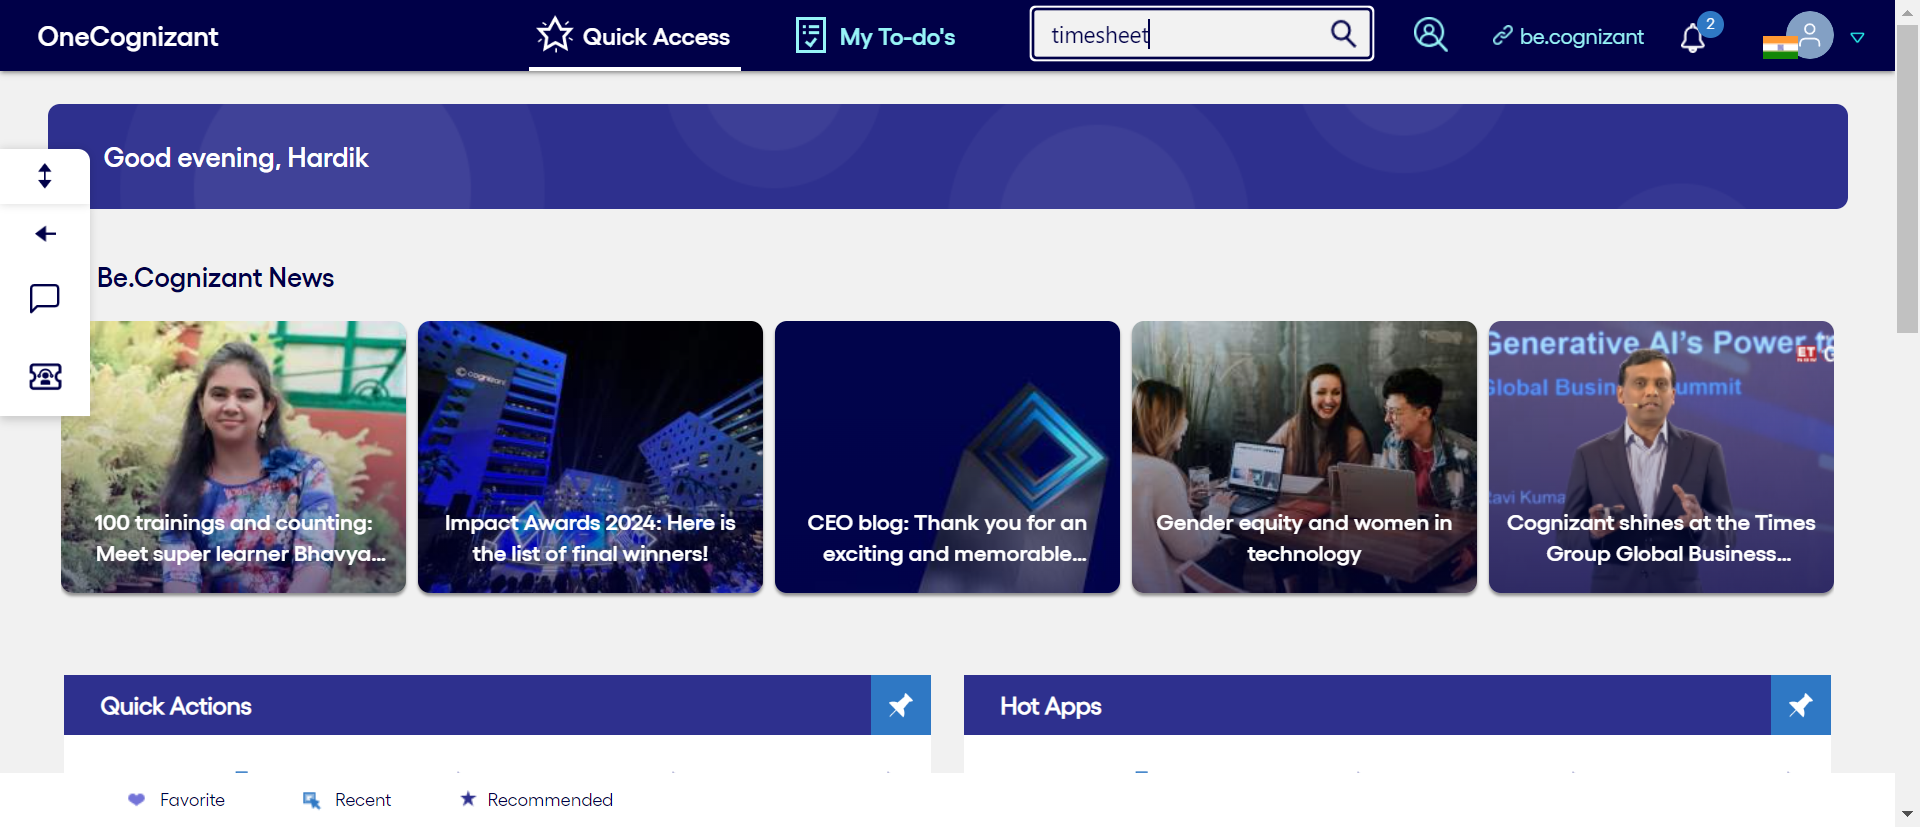 OneCognizant
Quick Access
My To-do's
timesheet
be.cognizant
2
Good evening, Hardik
Be.Cognizant News
100 trainings and counting:
Meet super learner Bhavya...
cognizant
Impact Awards 2024: Here is
the list of final winners!
CEO blog: Thank you for an
exciting and memorable...
Gender equity and women in
technology
Generative AI's Power
ET
NOW
Global Busin
ummit
Ravi Kuma
Cognizant shines at the Times
Group Global Business...
Quick Actions
Hot Apps
Favorite
Recent
Recommended